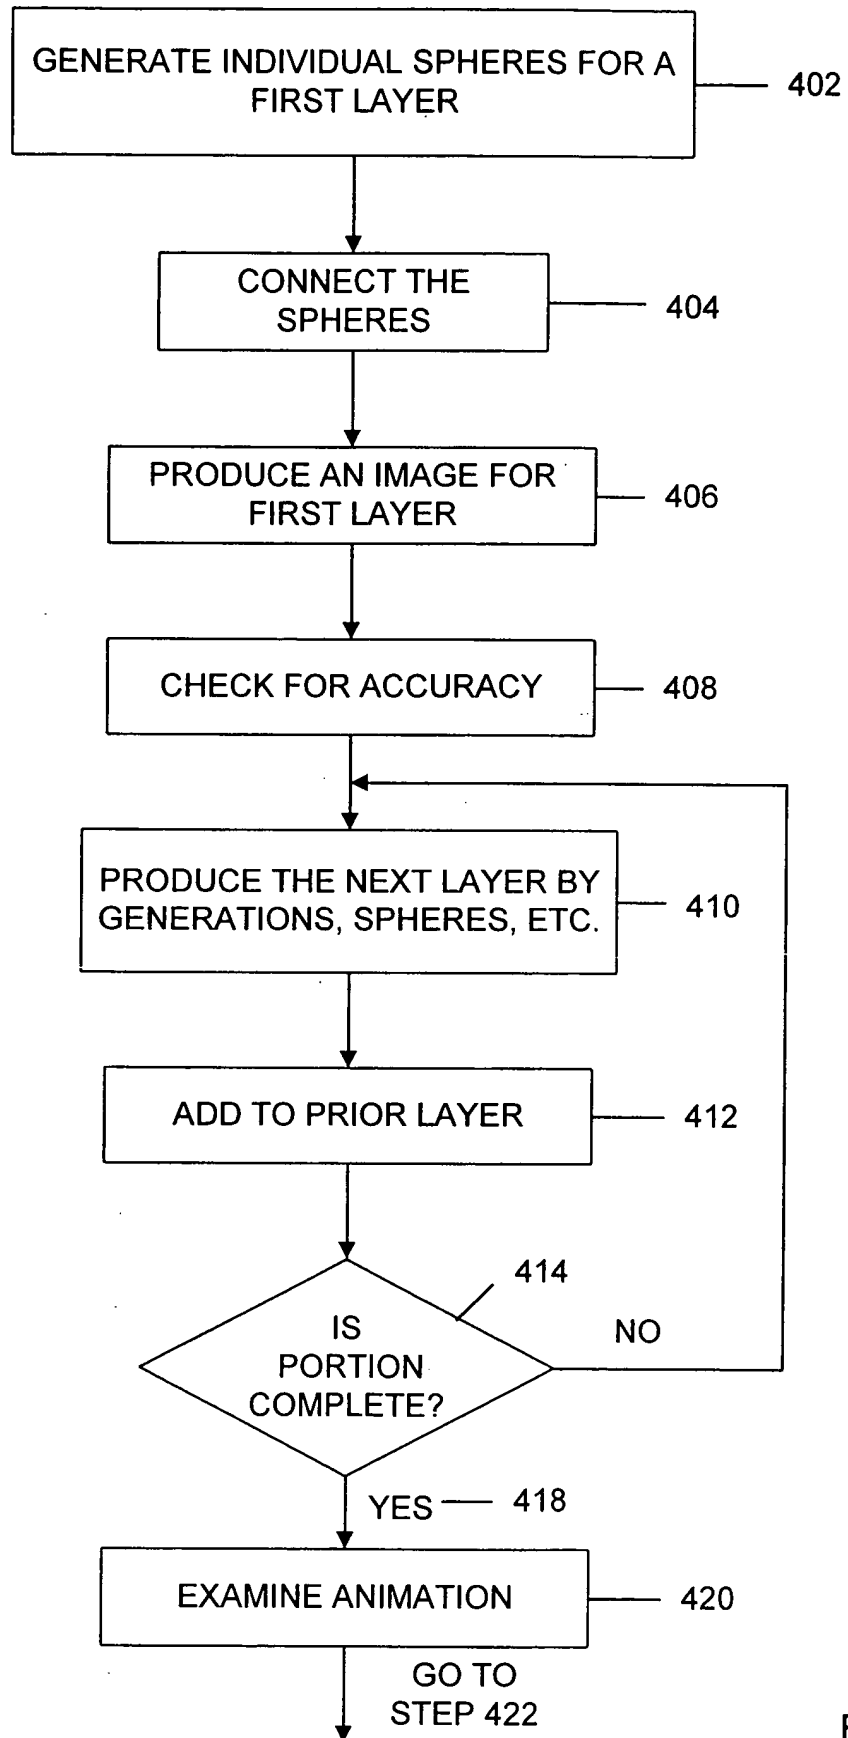 GENERATE INDIVIDUAL SPHERES FOR A
FIRST LAYER
402
CONNECT THE
SPHERES
404
PRODUCE AN IMAGE FOR
FIRST LAYER
406
CHECK FOR ACCURACY
408
PRODUCE THE NEXT LAYER BY
GENERATIONS, SPHERES, ETC.
410
ADD TO PRIOR LAYER
412
414
IS
PORTION
COMPLETE?
NO
YES
418
EXAMINE ANIMATION
420
GO TO
STEP 422